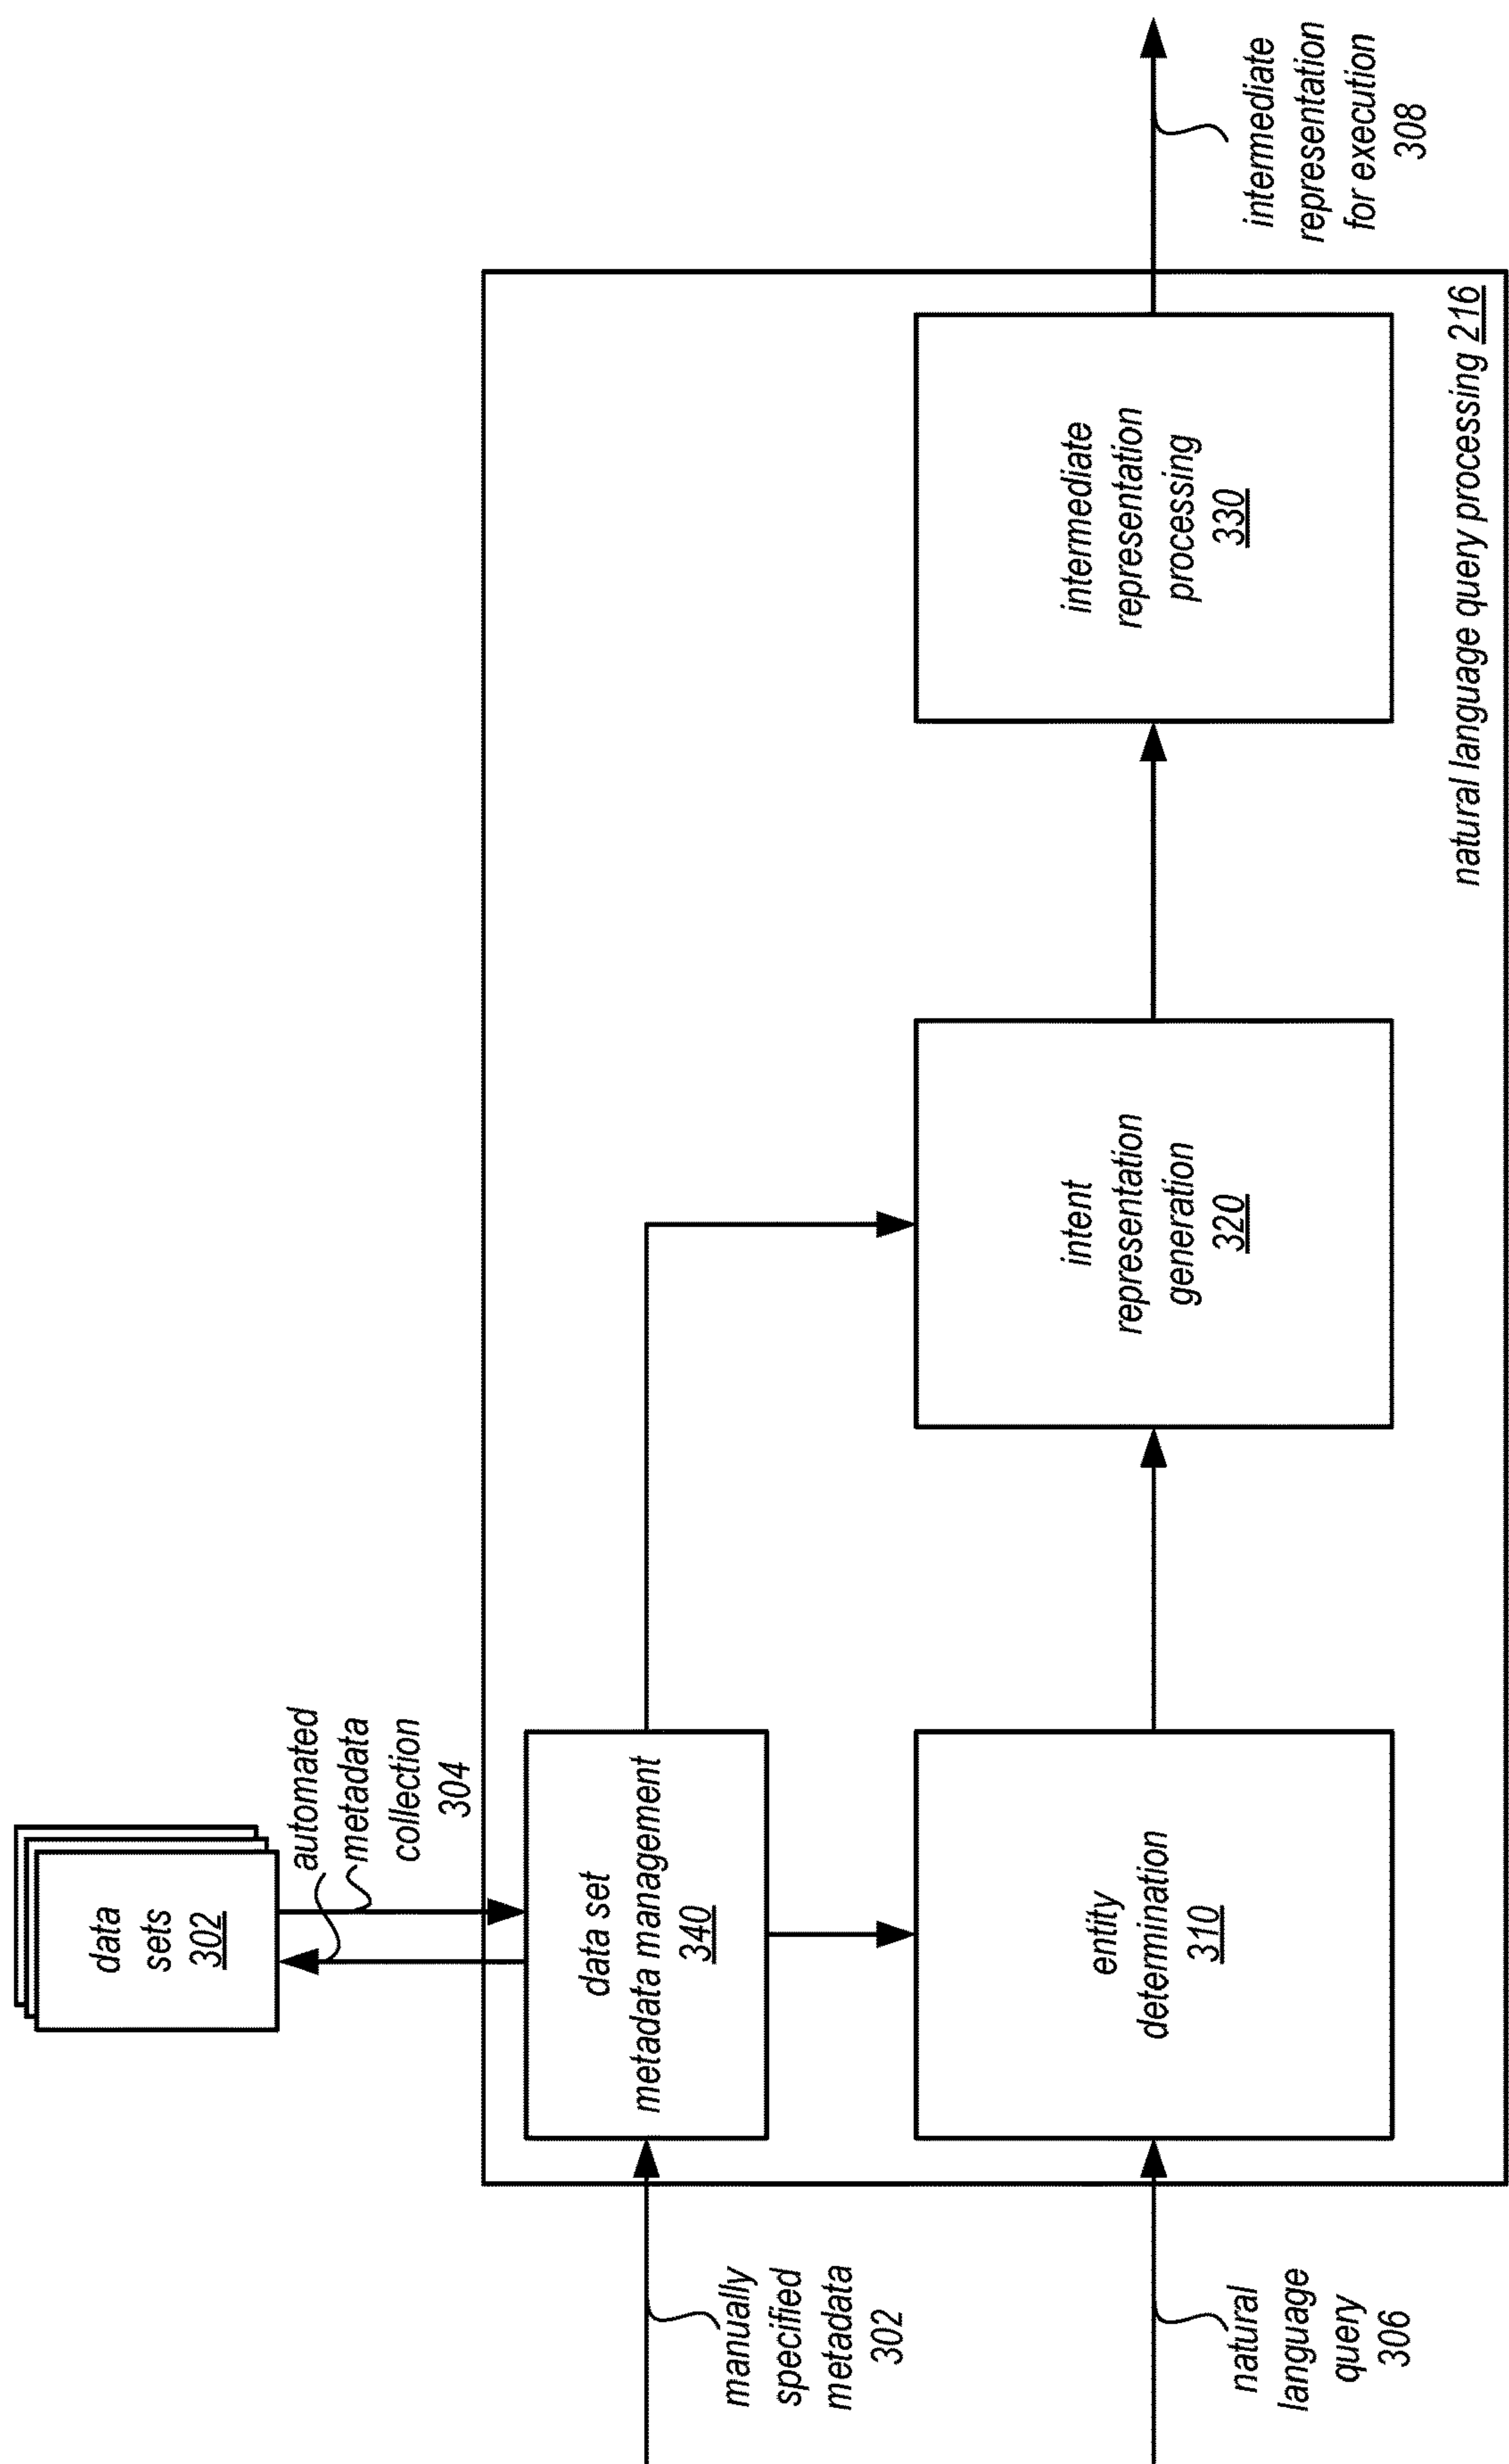 data
sets
302
automated
metadata
collection
304
manually
specified
metadata
302
data set
metadata management
340
natural
language
query
306
entity
determination
310
intent
representation
generation
320
intermediate
representation
processing
330
intermediate
representation
for execution
308
natural language query processing 216